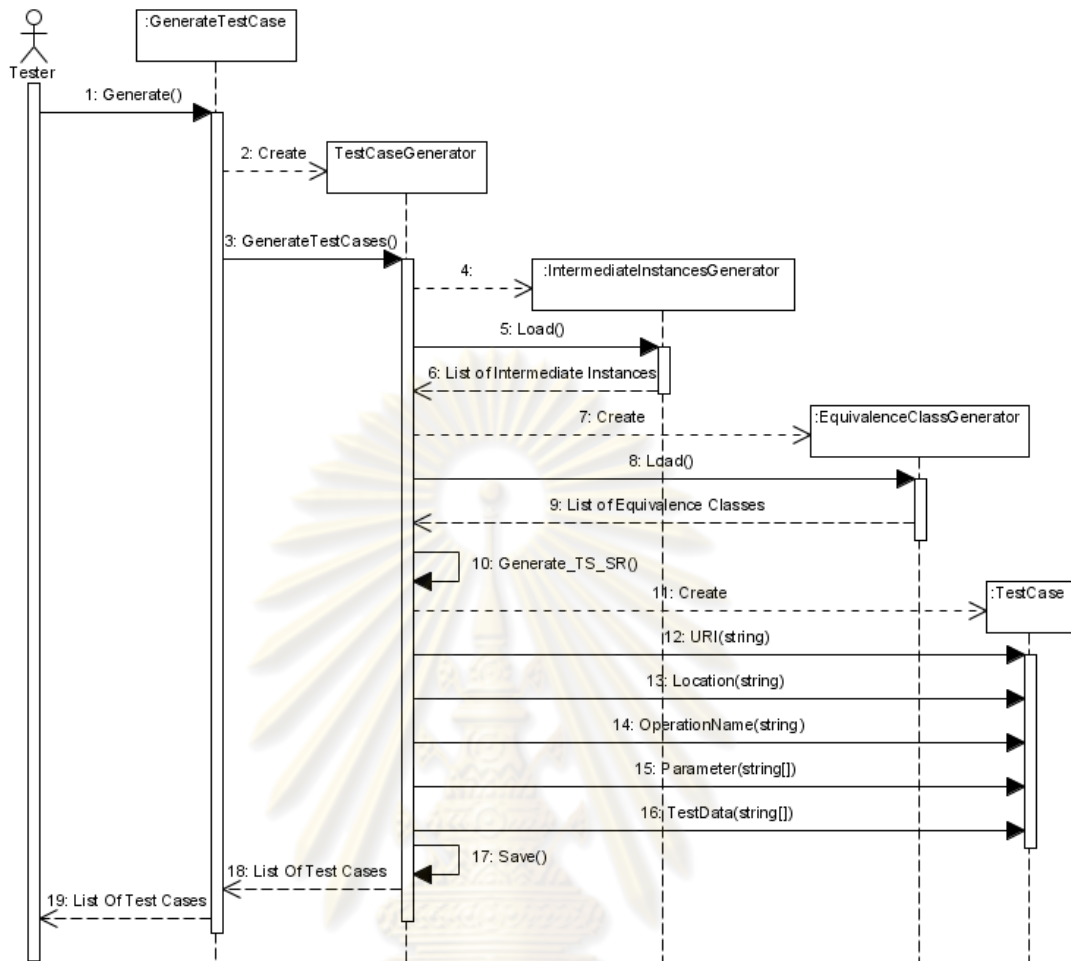 :GenerateTestCase
Tester
1: Generate()
2: Create
TestCaseGenerator
3: GenerateTestCases()
4:
:IntermediateInstancesGenerator
5: Load()
6: List of Intermediate Instances
7: Create
:EquivalenceClassGenerator
8: Load()
9: List of Equivalence Classes
10: Generate_TS_SR()
11: Create
:TestCase
12: URI(string)
13: Location(string)
14: OperationName(string)
15: Parameter(string[])
16: TestData(string[])
17: Save()
18: List Of Test Cases
19: List Of Test Cases